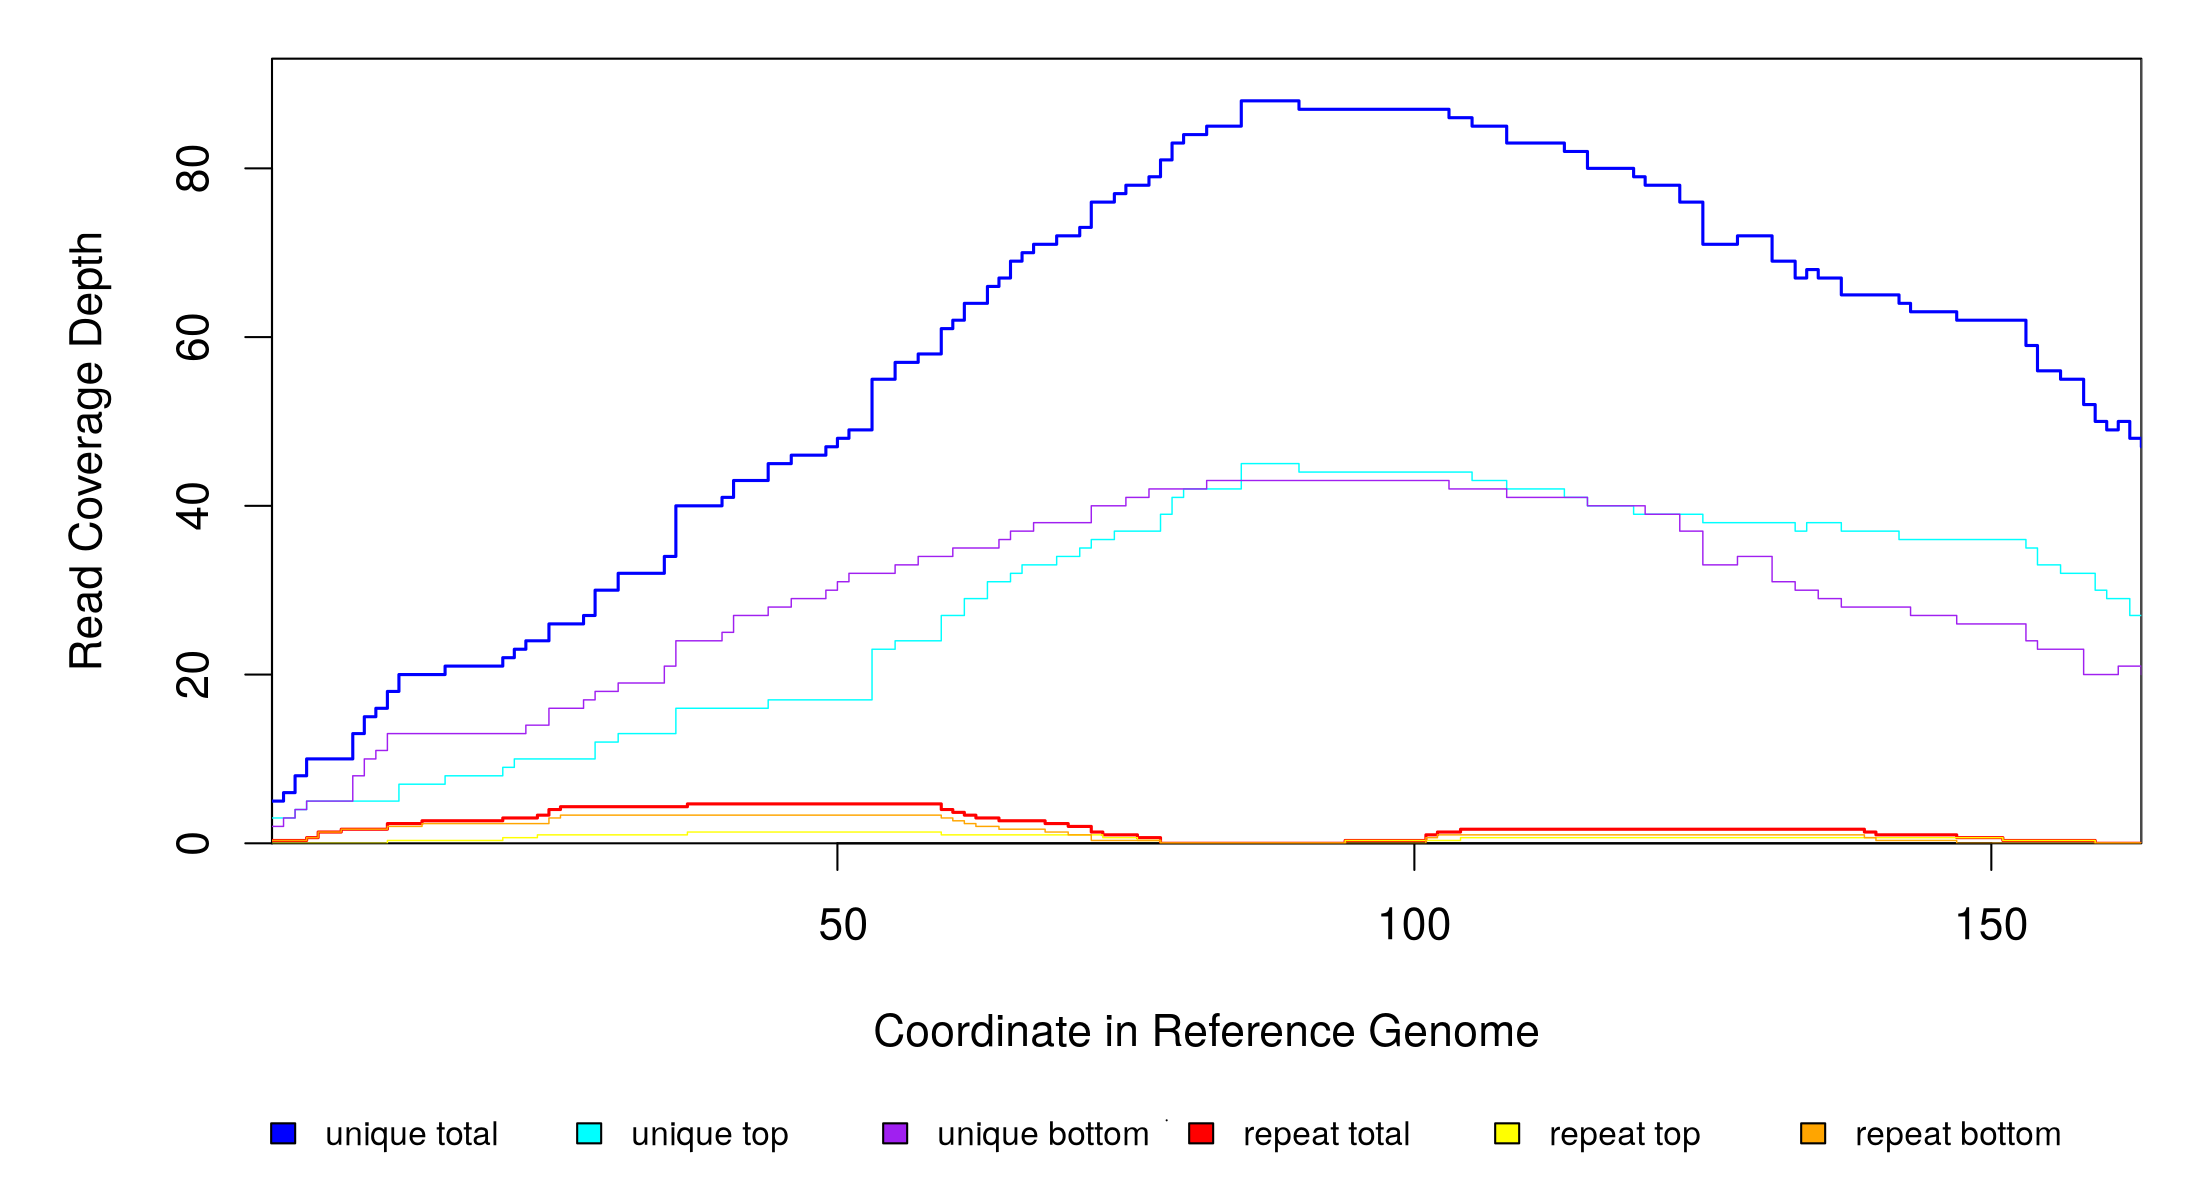 Read Coverage Depth
80
60
40
20
0
50 100 150
Coordinate in Reference Genome
unique total unique top unique bottom repeat total repeat top repeat bottom